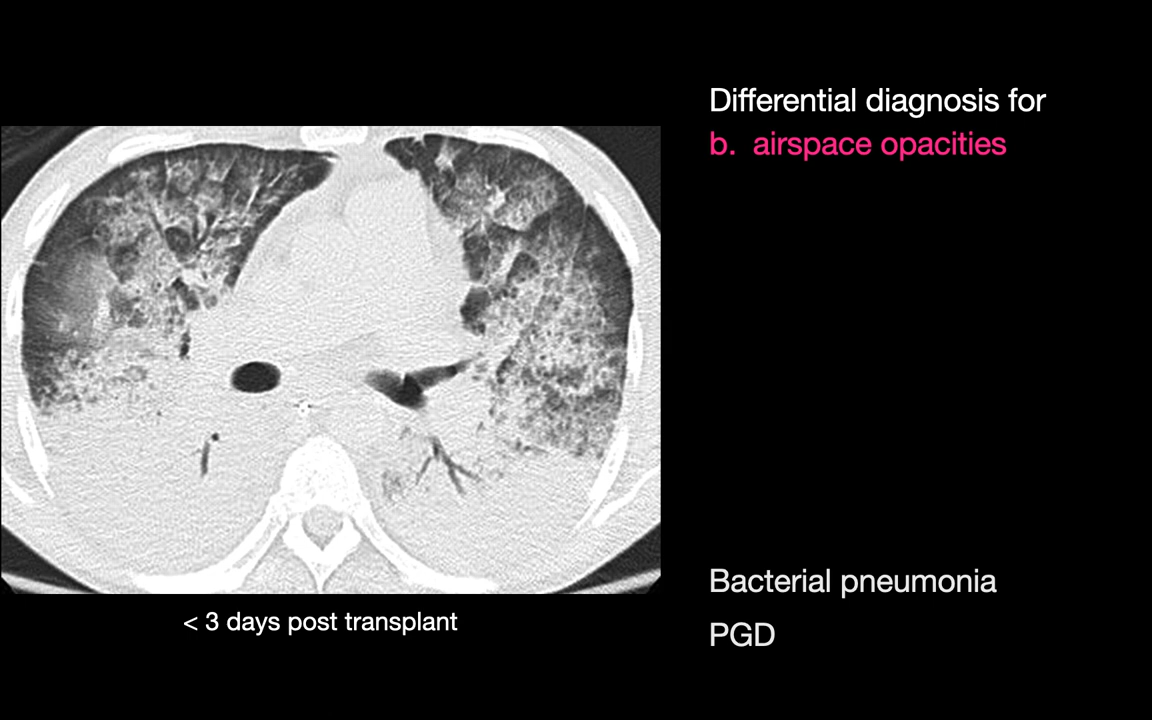 Differential diagnosis for
b. airspace opacities
Bacterial pneumonia
< 3 days post transplant
PGD